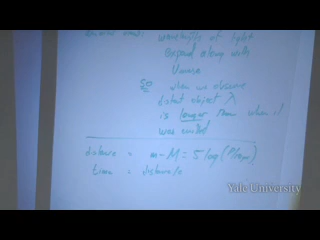 wavelengths of light
expand along with
Universe
so when we observe
distant object λ
is longer than when it
was emitted
distance = m-M = 5 log (D/10pc)
time = distance/c
Yale University